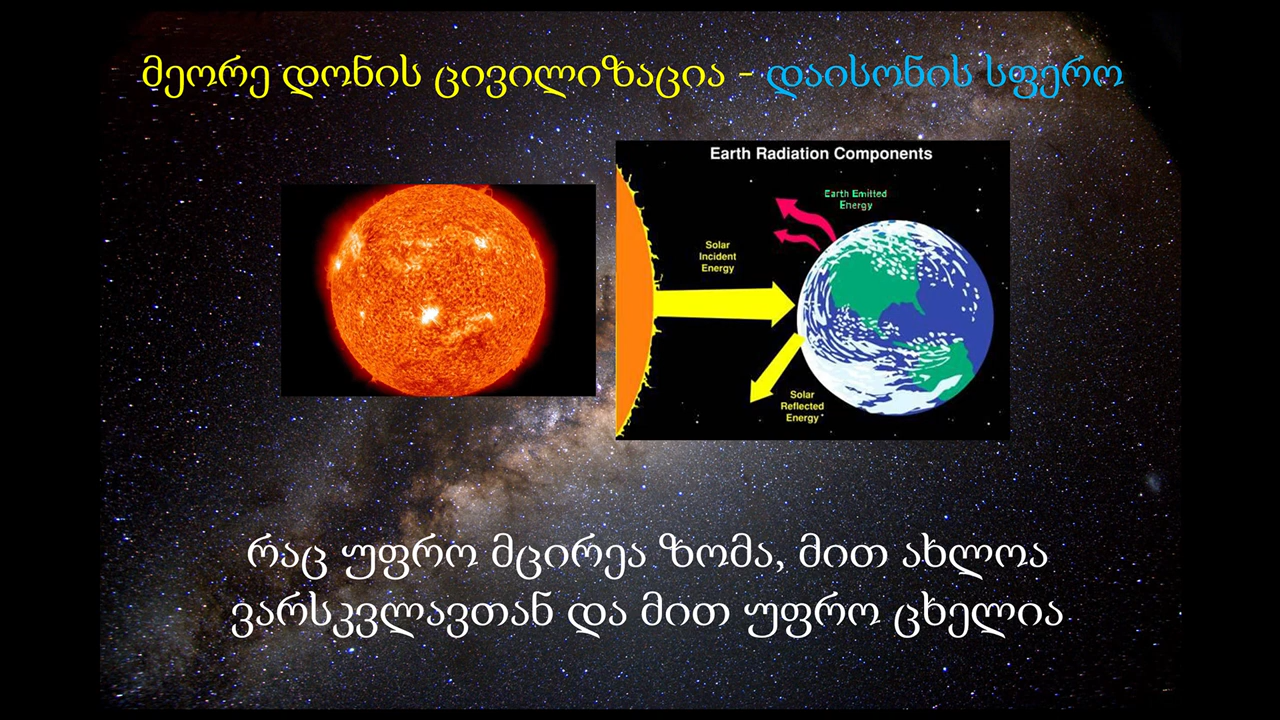 მეორე დონის ცივილიზაცია - დაისონის სფერო
Earth Radiation Components
Earth Emitted
Energy
Solar
Incident
Energy
Solar
Reflected
Energy
რაც უფრო მცირეა ზომა, მით ახლოა
ვარსკვლავთან და მით უფრო ცხელია